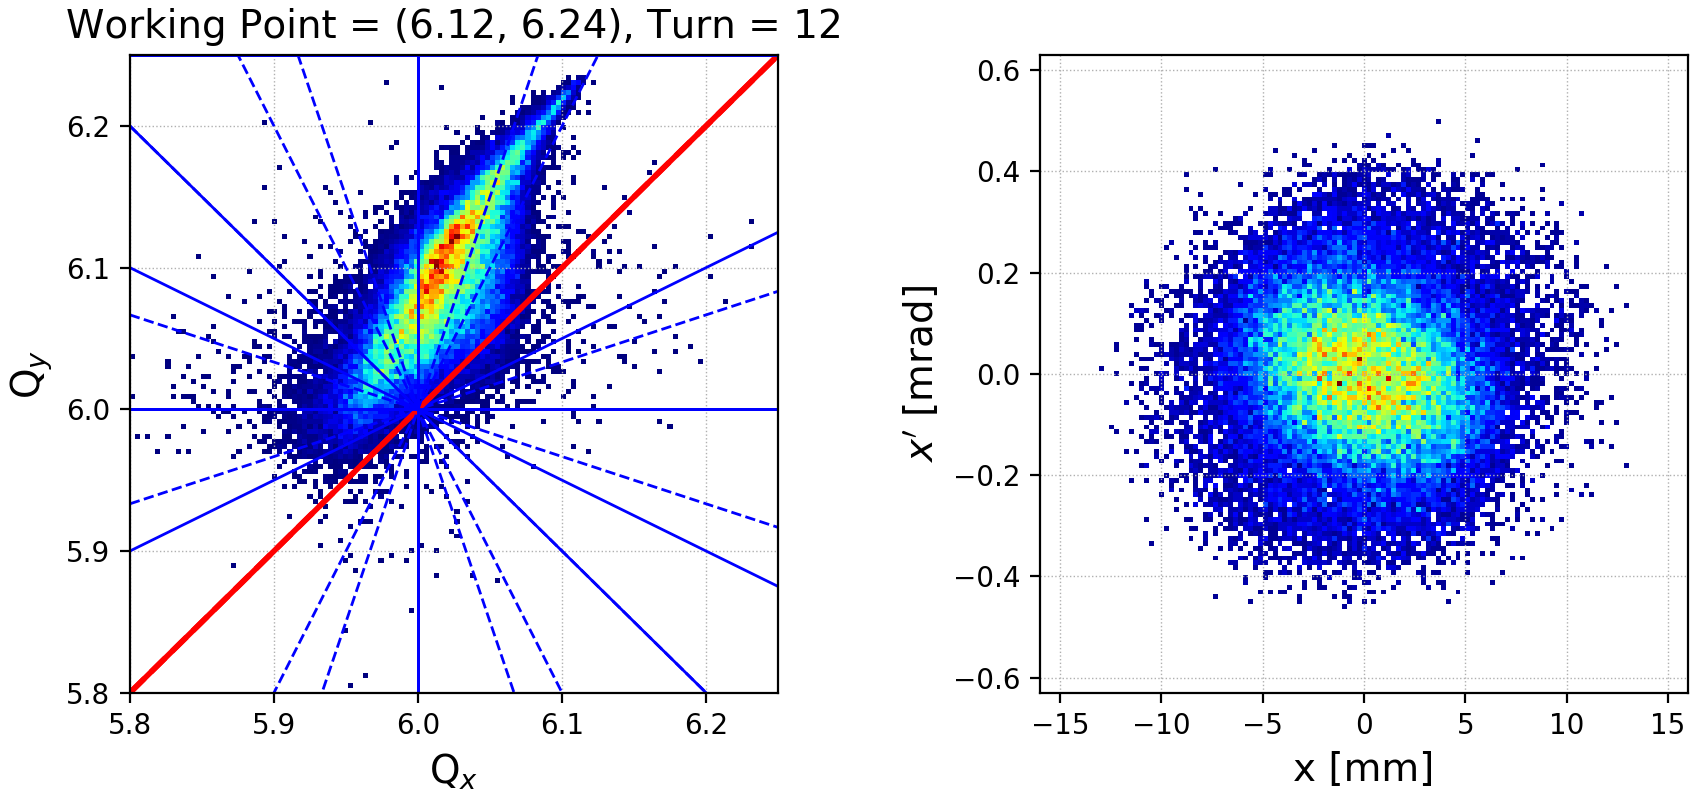 Working Point = (6.12, 6.24), Turn = 12
6.2
6.1
6.0
5.9
5.8
Q_y
5.8 5.9 6.0 6.1 6.2
Q_x
0.6
0.4
0.2
0.0
−0.2
−0.4
−0.6
x′ [mrad]
−15 −10 −5 0 5 10 15
x [mm]